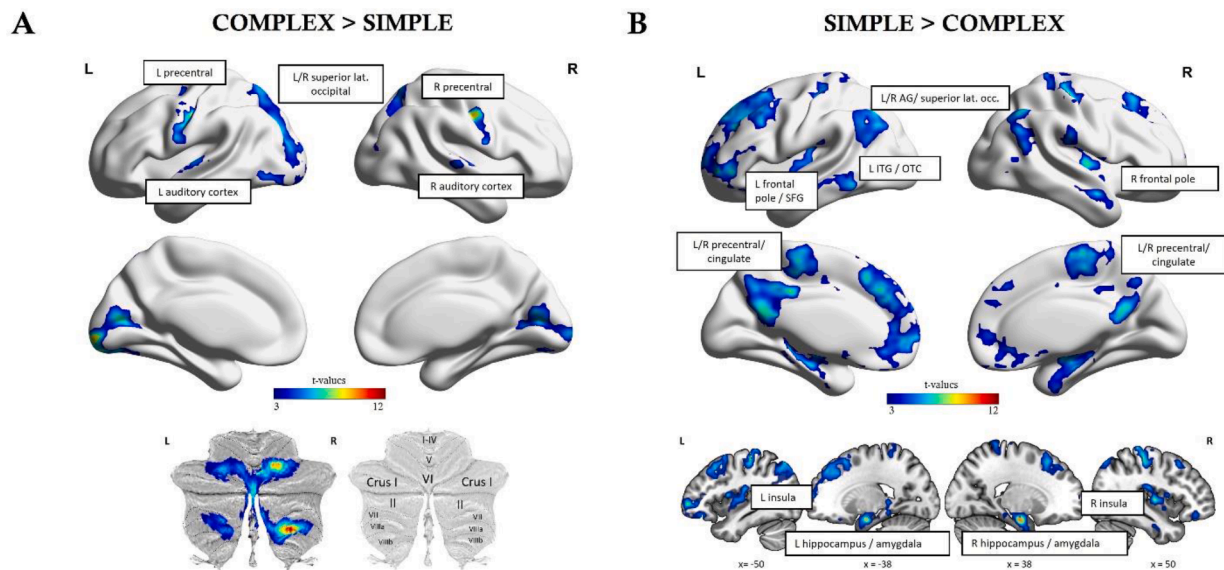 A
COMPLEX > SIMPLE
L
R
L precentral
L/R superior lat.
occipital
R precentral
L auditory cortex
R auditory cortex
t-values
3
12
L
R
I-IV
V
VI
Crus I
Crus I
II
II
VII
VII
VIIIa
VIIIa
VIIIb
VIIIb
B
SIMPLE > COMPLEX
L
R
L/R AG/ superior lat. occ.
L ITG / OTC
L frontal
pole / SFG
R frontal pole
L/R precentral/
cingulate
L/R precentral/
cingulate
t-values
3
12
L
R
L insula
R insula
L hippocampus / amygdala
R hippocampus / amygdala
x= -50
x = -38
x = 38
x = 50